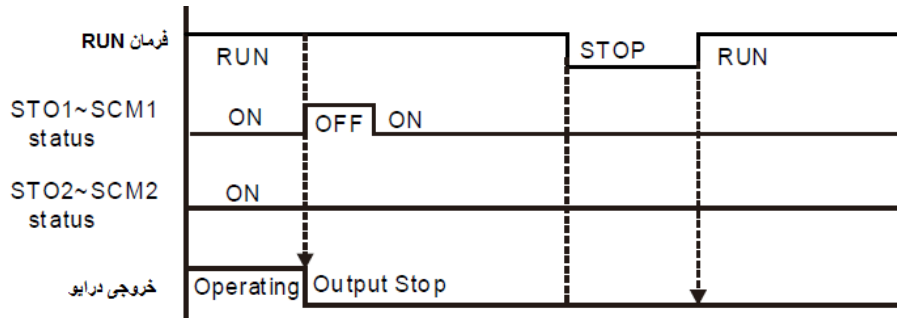 فرمان RUN
RUN
STOP
RUN
STO1~SCM1
status
ON
OFF
ON
STO2~SCM2
status
ON
خروجی درایو
Operating
Output Stop